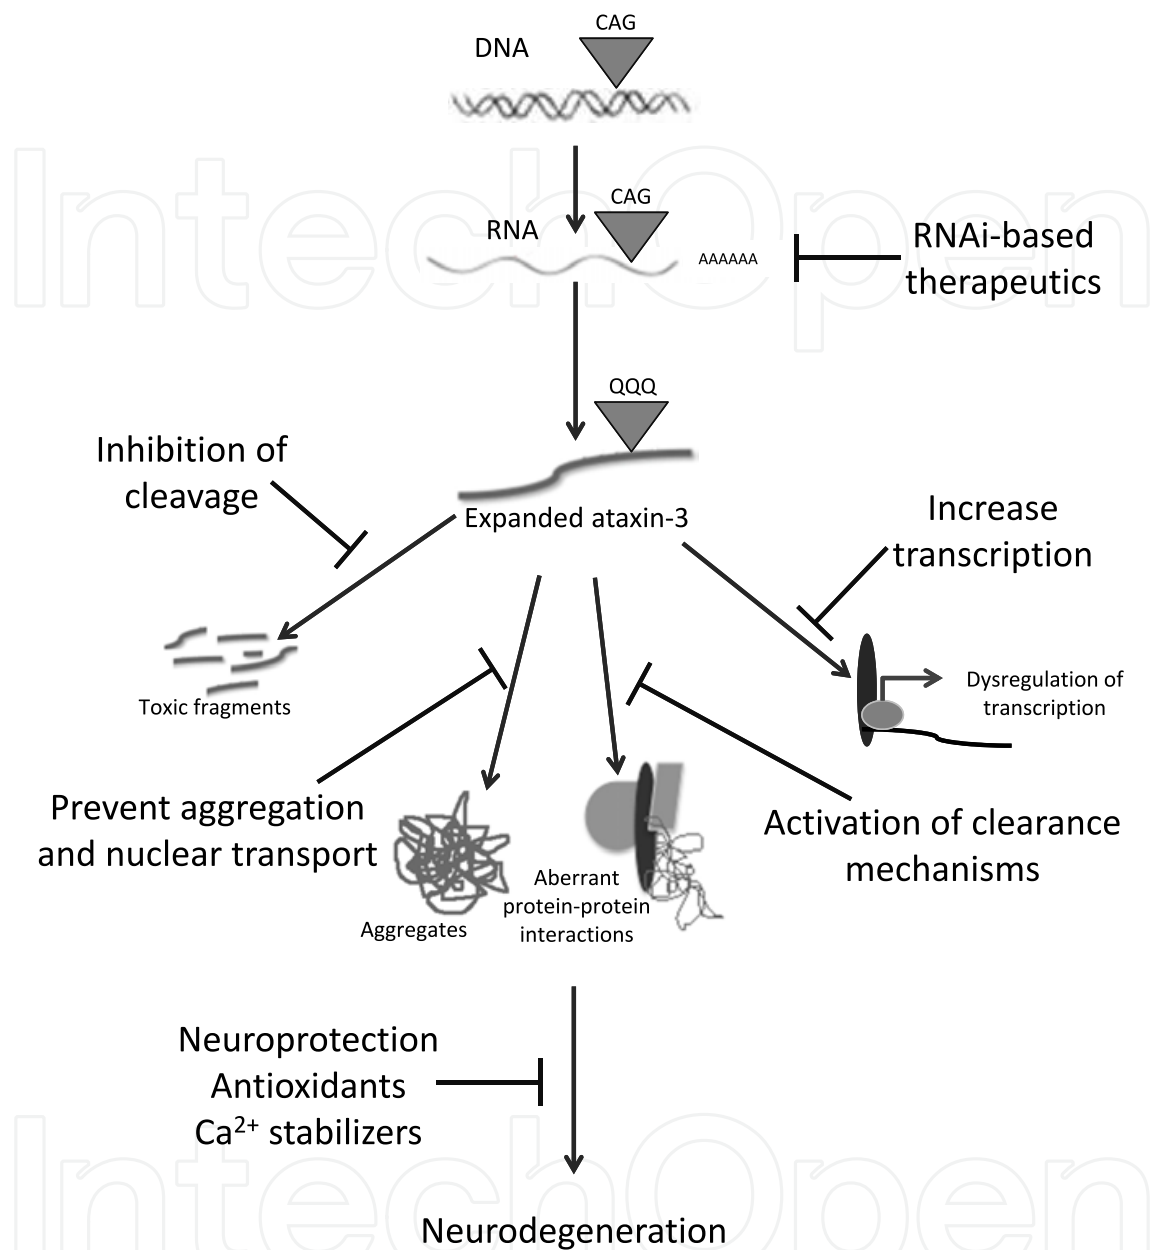 CAG
DNA
CAG
RNA
AAAAAA
RNAi-based
therapeutics
QQQ
Inhibition of
cleavage
Expanded ataxin-3
Increase
transcription
Toxic fragments
Dysregulation of
transcription
Prevent aggregation
and nuclear transport
Activation of clearance
mechanisms
Aggregates
Aberrant
protein-protein
interactions
Neuroprotection
Antioxidants
Ca²⁺ stabilizers
Neurodegeneration
IntechOpen
IntechOpen